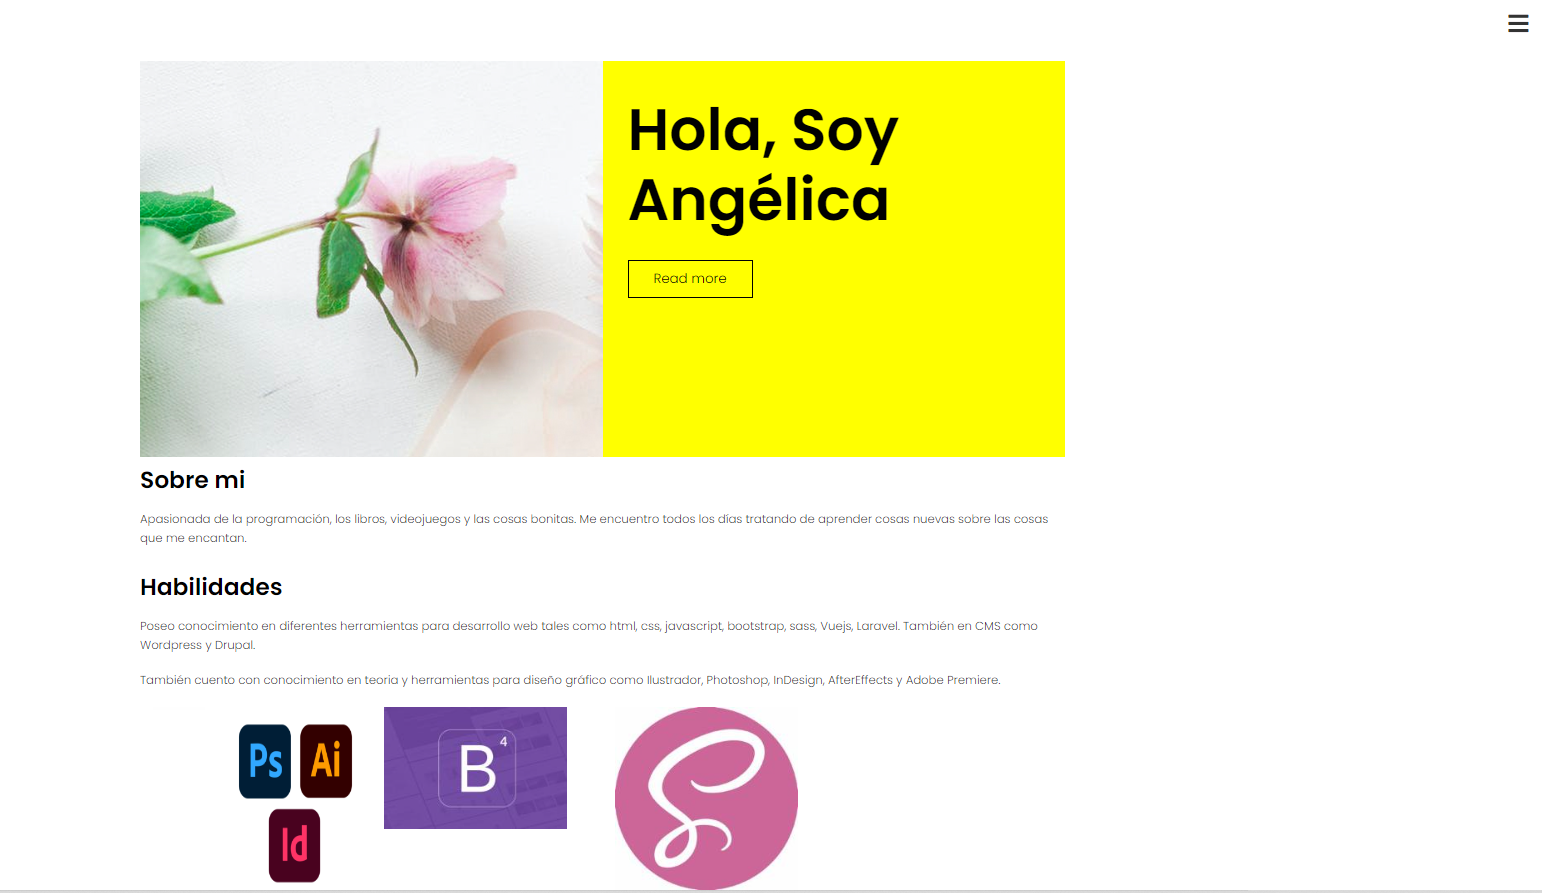 Hola, Soy
Angélica
Read more
Sobre mi
Apasionada de la programación, los libros, videojuegos y las cosas bonitas. Me encuentro todos los días tratando de aprender cosas nuevas sobre las cosas
que me encantan.
Habilidades
Poseo conocimiento en diferentes herramientas para desarrollo web tales como html, css, javascript, bootstrap, sass, Vuejs, Laravel. También en CMS como
Wordpress y Drupal.
También cuento con conocimiento en teoria y herramientas para diseño gráfico como Ilustrador, Photoshop, InDesign, AfterEffects y Adobe Premiere.
Ps Ai
B 4
Id